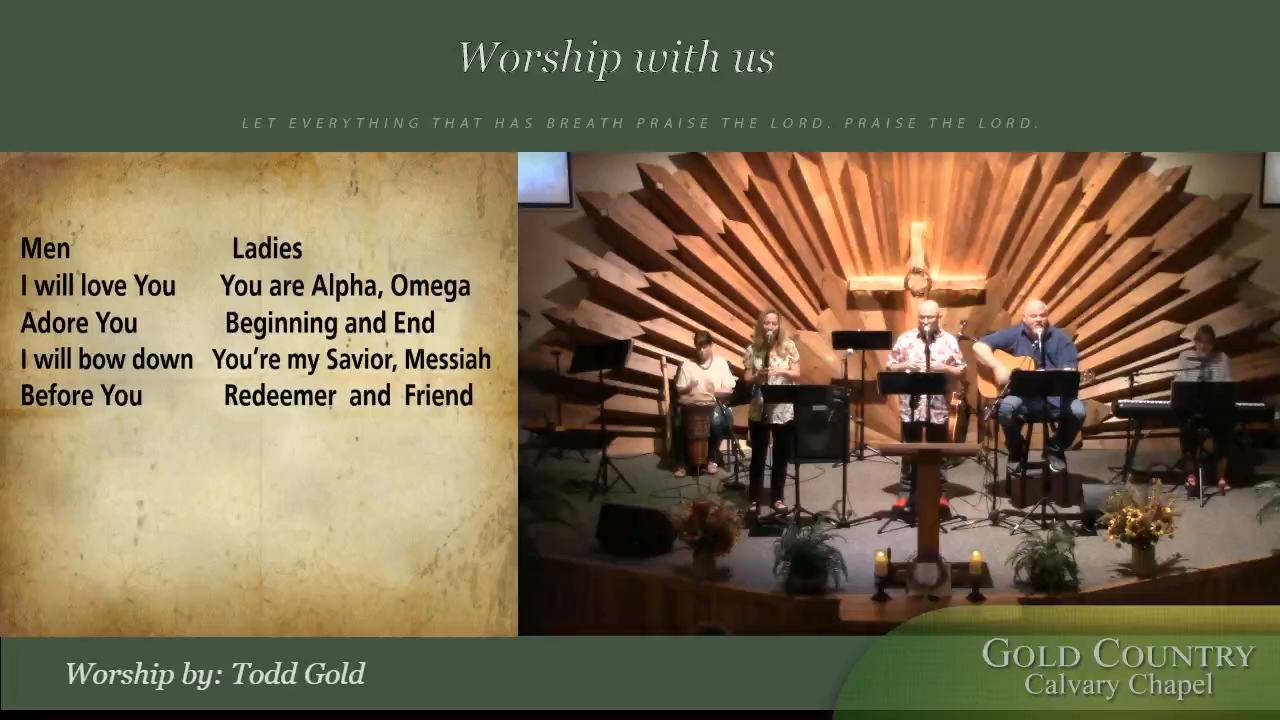 Worship with us
LET EVERYTHING THAT HAS BREATH PRAISE THE LORD. PRAISE THE LORD.
Men Ladies
I will love You You are Alpha, Omega
Adore You Beginning and End
I will bow down You're my Savior, Messiah
Before You Redeemer and Friend
Worship by: Todd Gold
GOLD COUNTRY
Calvary Chapel